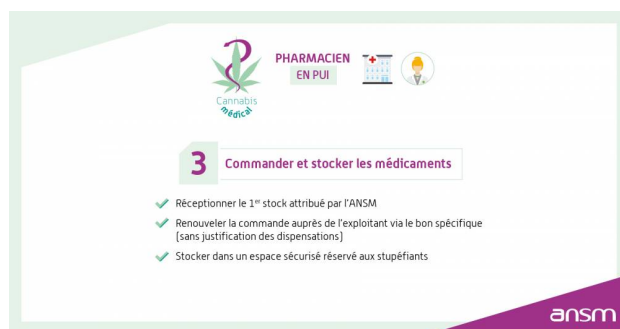 PHARMACIEN
EN PUI
Cannabis
médical
3
Commander et stocker les médicaments
Réceptionner le 1er stock attribué par l'ANSM
Renouveler la commande auprès de l'exploitant via le bon spécifique
(sans justification des dispensations)
Stocker dans un espace sécurisé réservé aux stupéfiants
ansm